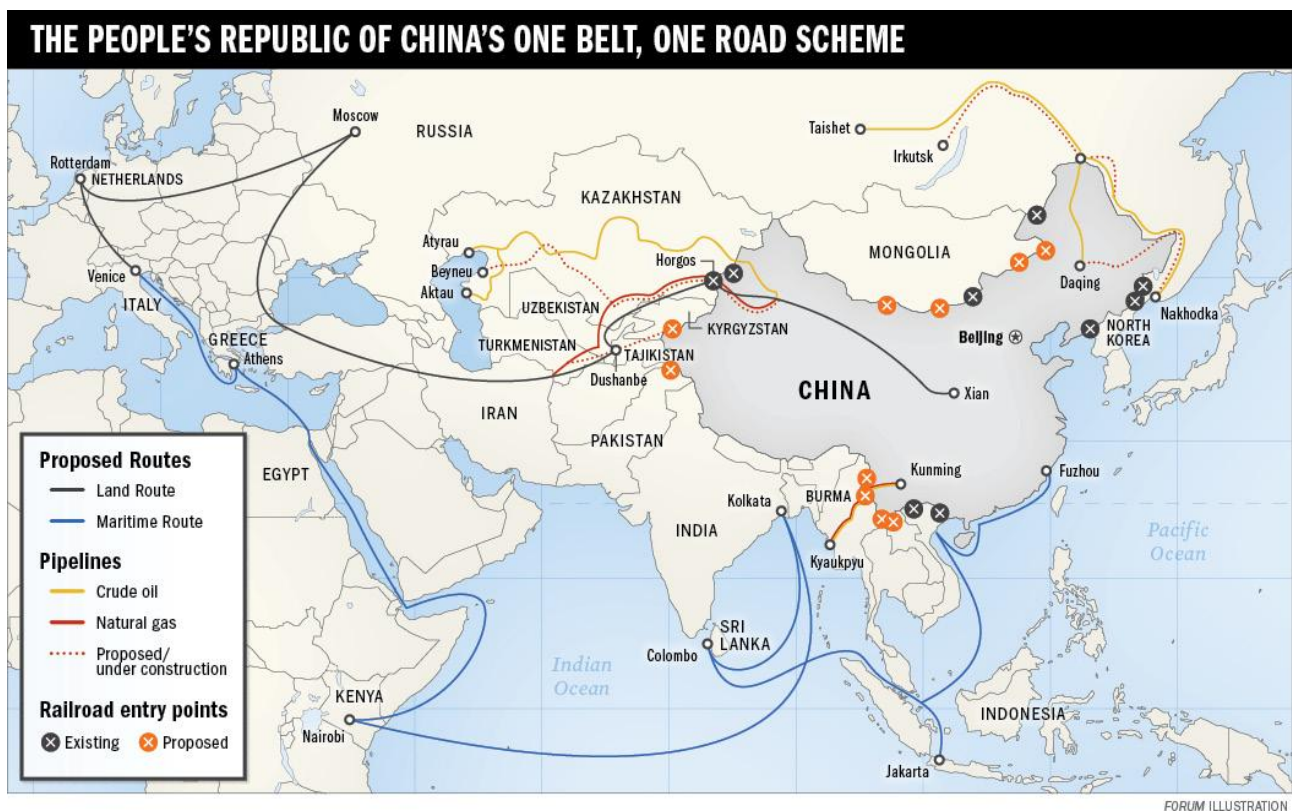 THE PEOPLE'S REPUBLIC OF CHINA'S ONE BELT, ONE ROAD SCHEME
Moscow
RUSSIA
Taishet
Irkutsk
Rotterdam
NETHERLANDS
KAZAKHSTAN
MONGOLIA
Atyrau
Beyneu
Aktau
Horgos
Daqing
Venice
ITALY
UZBEKISTAN
KYRGYZSTAN
Nakhodka
NORTH
KOREA
Beijing
GREECE
Athens
TURKMENISTAN
TAJIKISTAN
Dushanbe
CHINA
Xian
IRAN
PAKISTAN
EGYPT
Kunming
Fuzhou
Kolkata
BURMA
INDIA
Kyaukpyu
Pacific
Ocean
SRI
LANKA
Colombo
Indian
Ocean
KENYA
Nairobi
INDONESIA
Jakarta
Proposed Routes
Land Route
Maritime Route
Pipelines
Crude oil
Natural gas
Proposed/
under construction
Railroad entry points
Existing Proposed
FORUM ILLUSTRATION